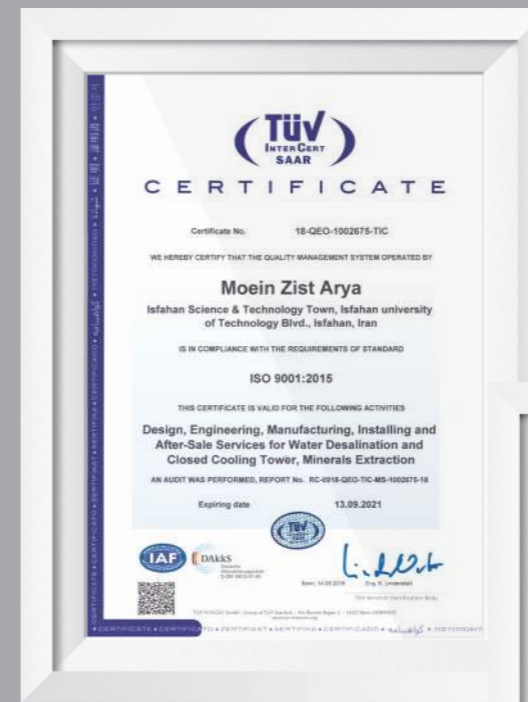 TÜV
INTERCERT
SAAR
CERTIFICATE
Certificate No. 18-QEO-1002675-TIC
WE HEREBY CERTIFY THAT THE QUALITY MANAGEMENT SYSTEM OPERATED BY
Moein Zist Arya
Isfahan Science & Technology Town, Isfahan university
of Technology Blvd., Isfahan, Iran
IS IN COMPLIANCE WITH THE REQUIREMENTS OF STANDARD
ISO 9001:2015
THIS CERTIFICATE IS VALID FOR THE FOLLOWING ACTIVITIES
Design, Engineering, Manufacturing, Installing and
After-Sale Services for Water Desalination and
Closed Cooling Tower, Minerals Extraction
AN AUDIT WAS PERFORMED, REPORT No. RC-0918-QEO-TIC-MS-1002675-18
Expiring date 13.09.2021
TÜV
IAF
DAkkS
Deutsche
Akkreditierungsstelle